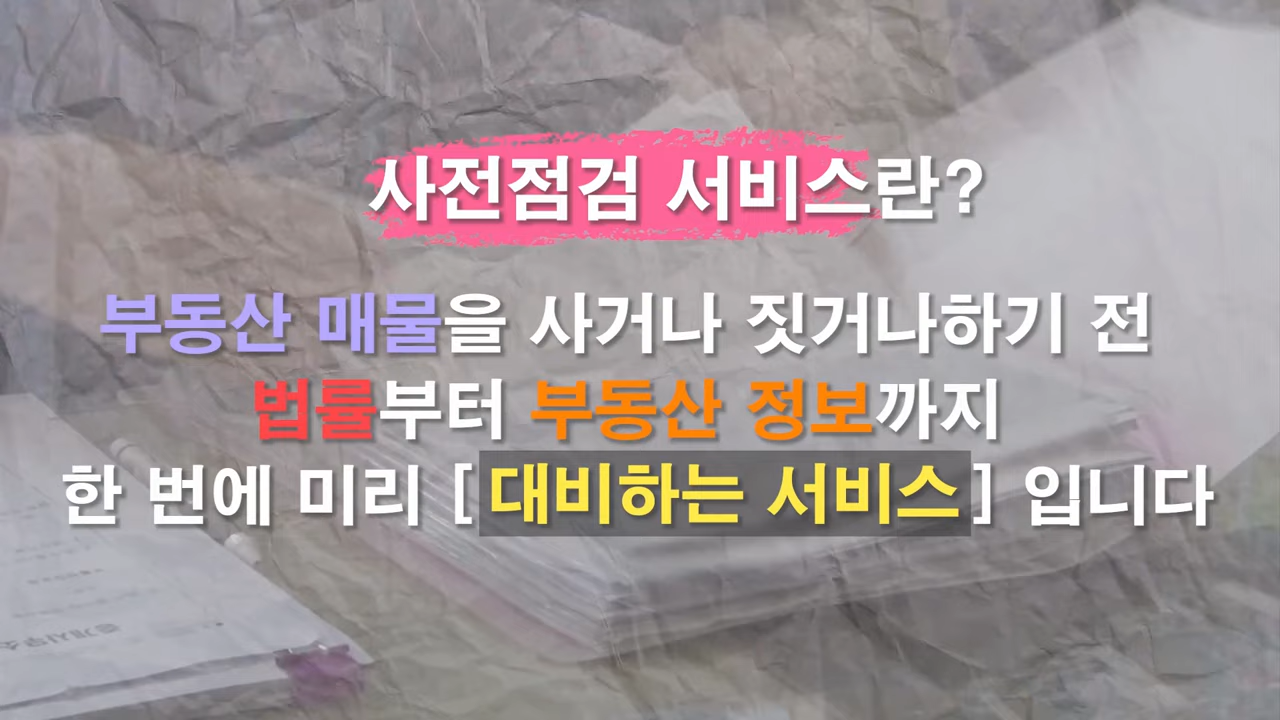 사전점검 서비스란?
부동산 매물을 사거나 짓거나하기 전
법률부터 부동산 정보까지
한 번에 미리 [대비하는 서비스] 입니다